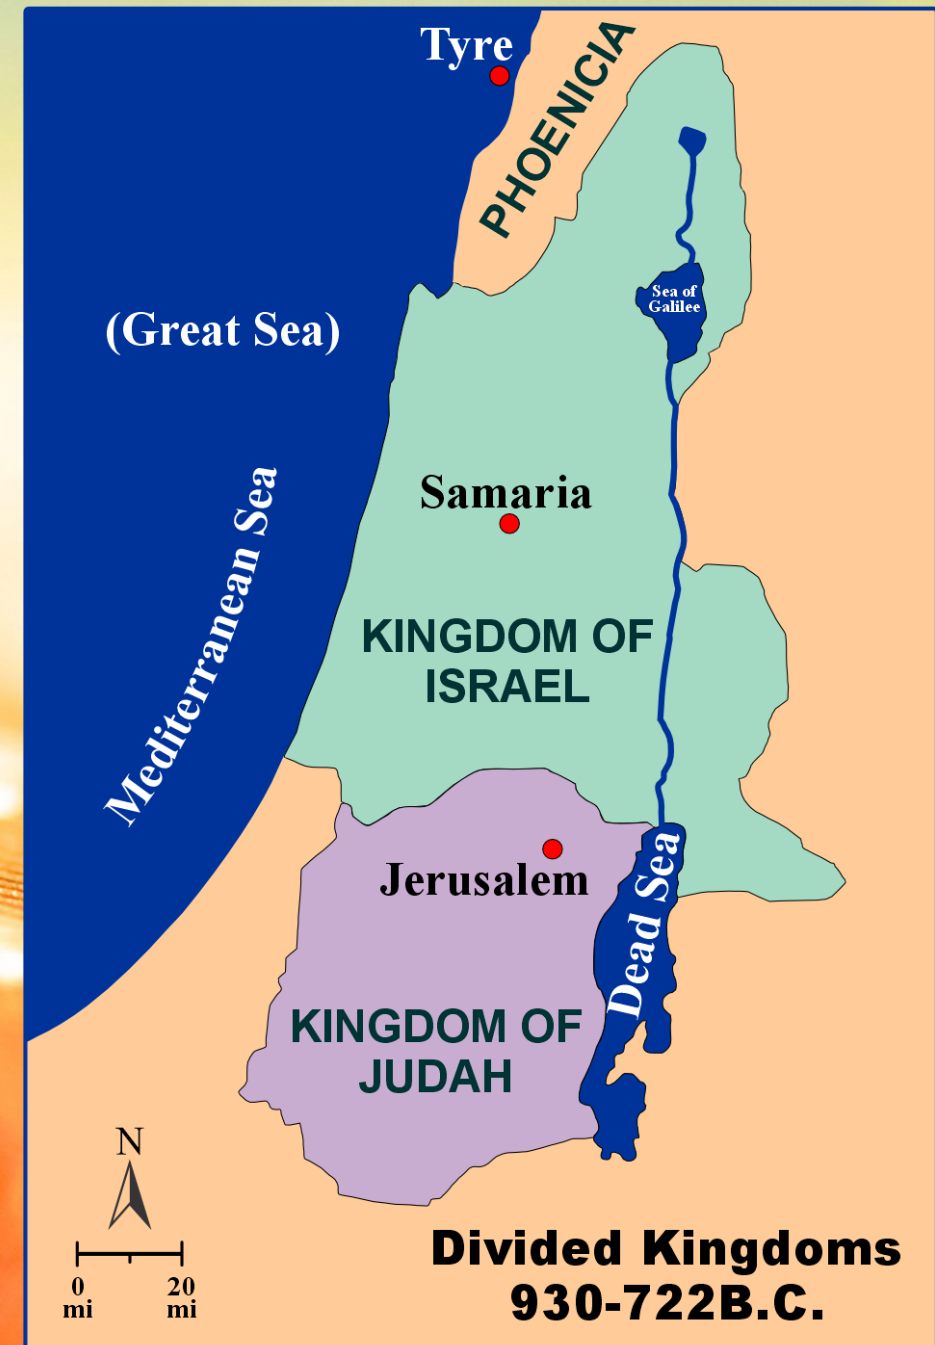 Tyre
PHOENICIA
Sea of
Galilee
(Great Sea)
Mediterranean Sea
Samaria
KINGDOM OF
ISRAEL
Jerusalem
Dead Sea
KINGDOM OF
JUDAH
N
0 20
mi mi
Divided Kingdoms
930-722B.C.